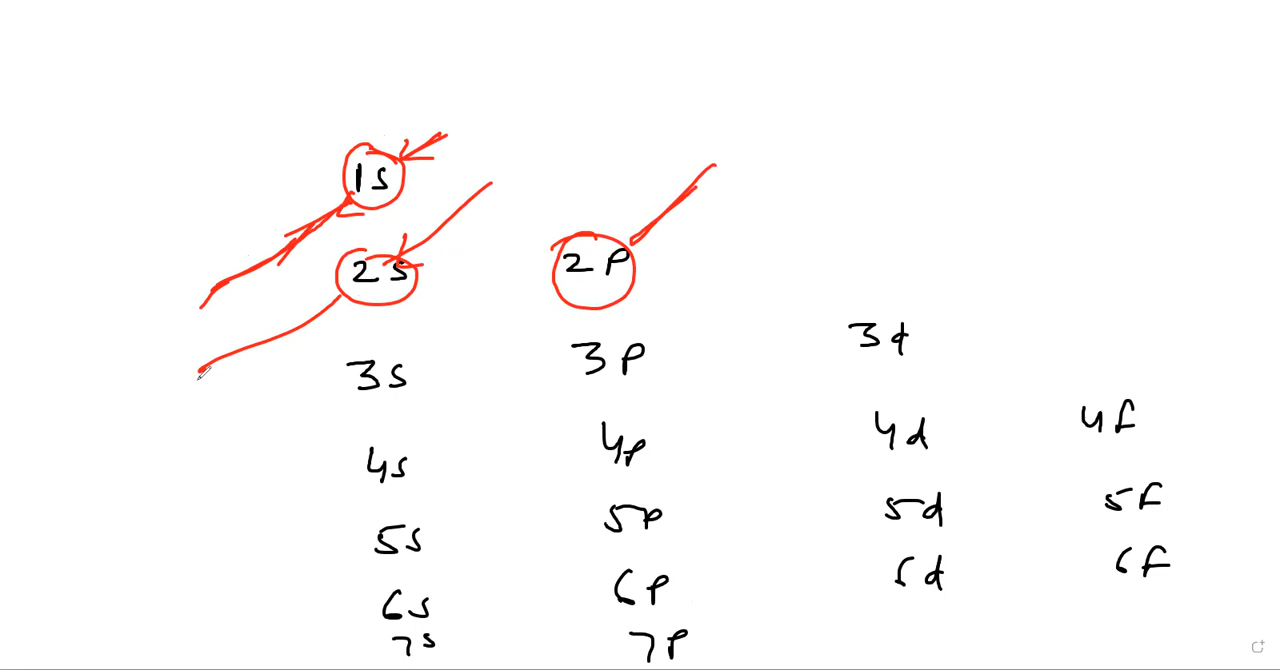 1s
2s 2p
3s 3p 3d
4s 4p 4d 4f
5s 5p 5d 5f
6s 6p 6d 6f
7s 7p